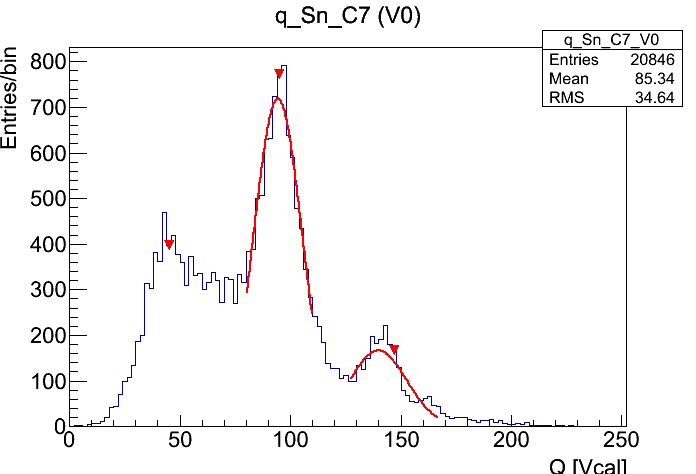 q_Sn_C7 (V0)
q_Sn_C7_V0
Entries 20846
Mean 85.34
RMS 34.64
Entries/bin
800
700
600
500
400
300
200
100
0
0 50 100 150 200 250
Q [Vcal]